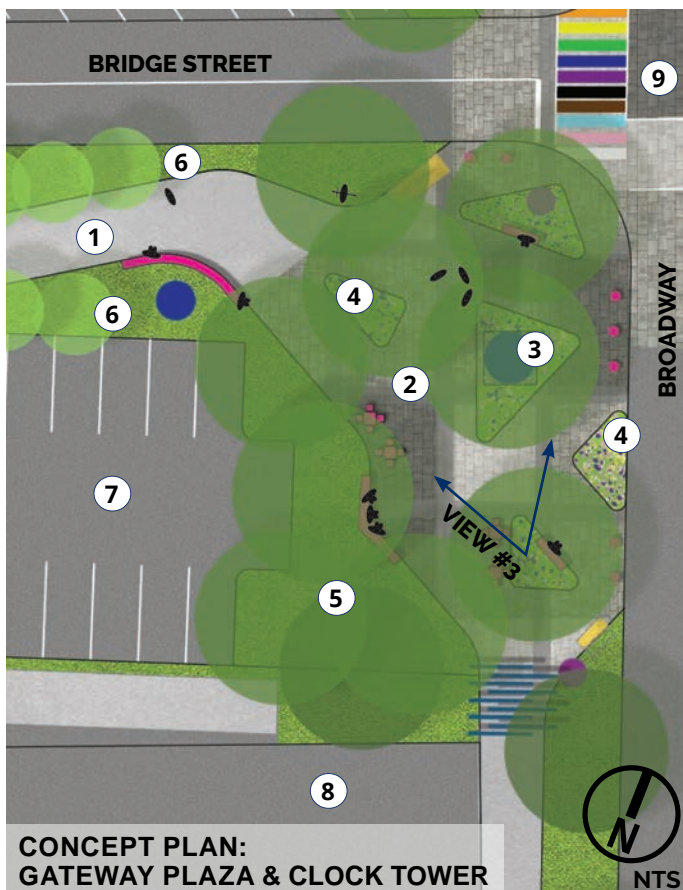 BRIDGE STREET
9
6
1
4
6
3
BROADWAY
2
4
7
VIEW #3
5
8
N
CONCEPT PLAN:
GATEWAY PLAZA & CLOCK TOWER
NTS